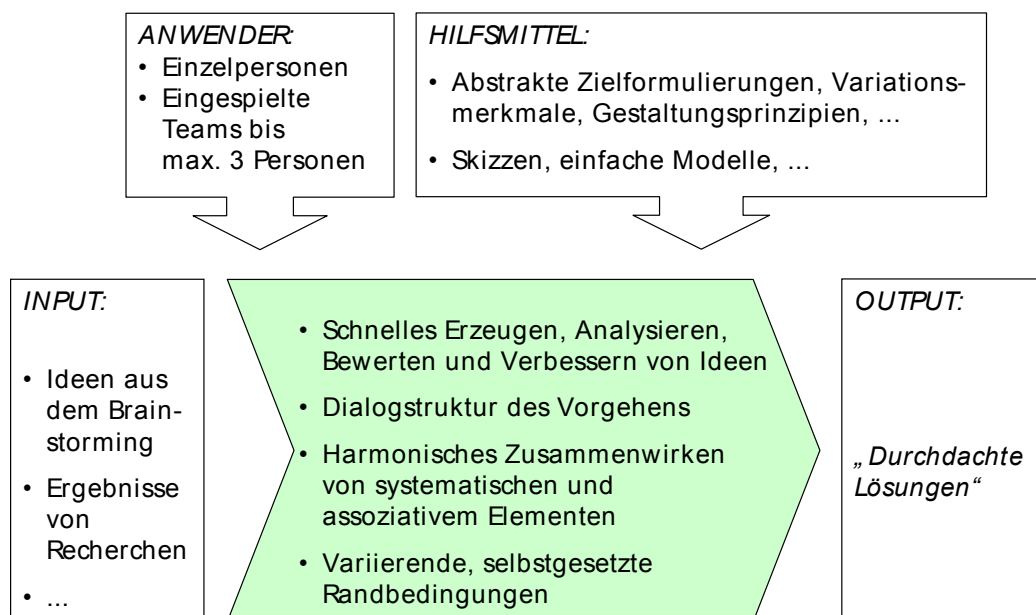 ANWENDER:
• Einzelpersonen
• Eingespielte
Teams bis
max. 3 Personen
HILFSMITTEL:
• Abstrakte Zielformulierungen, Variations-
merkmale, Gestaltungsprinzipien, ...
• Skizzen, einfache Modelle, ...
INPUT:
• Ideen aus
dem Brain-
storming
• Ergebnisse
von
Recherchen
• ...
• Schnelles Erzeugen, Analysieren,
Bewerten und Verbessern von Ideen
• Dialogstruktur des Vorgehens
• Harmonisches Zusammenwirken
von systematischen und
assoziativem Elementen
• Variierende, selbstgesetzte
Randbedingungen
OUTPUT:
„Durchdachte
Lösungen“